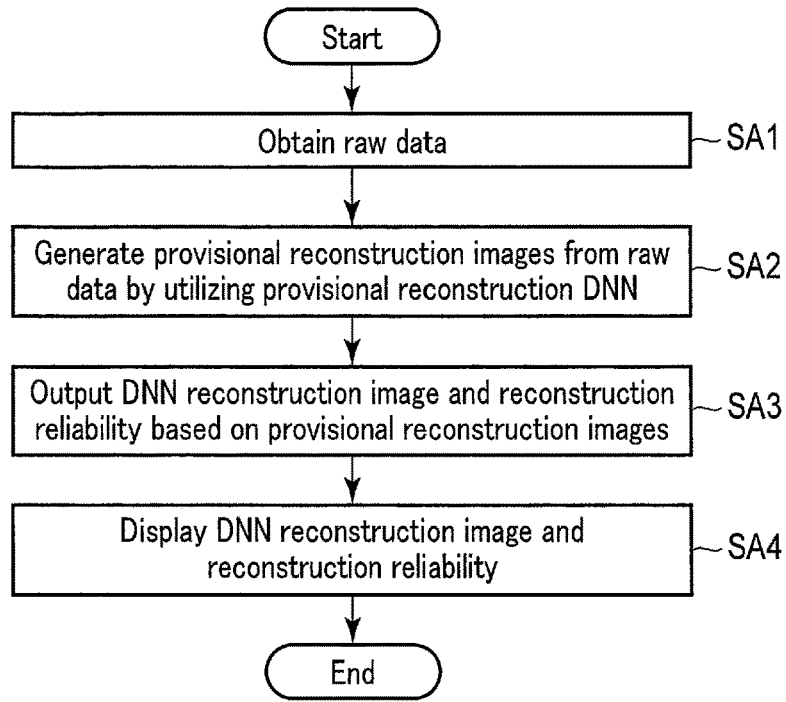 Start
Obtain raw data
SA1
Generate provisional reconstruction images from raw
data by utilizing provisional reconstruction DNN
SA2
Output DNN reconstruction image and reconstruction
reliability based on provisional reconstruction images
SA3
Display DNN reconstruction image and
reconstruction reliability
SA4
End